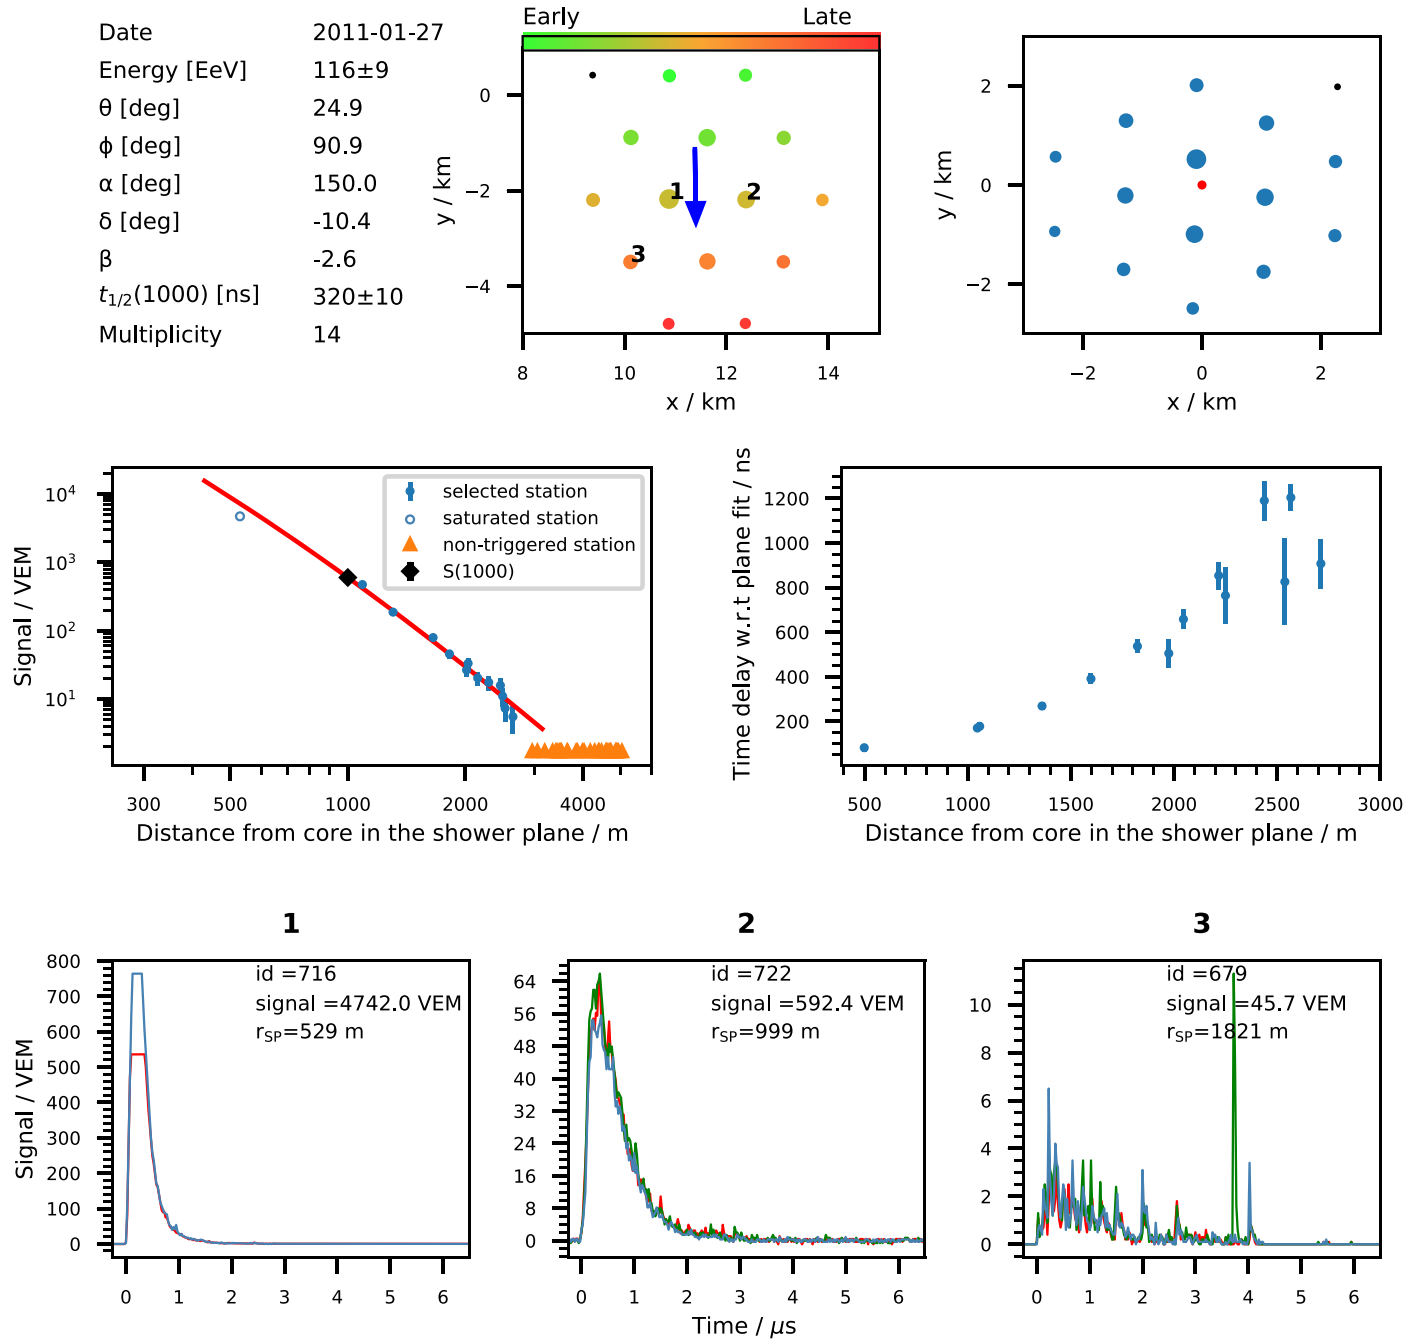 Date 2011-01-27
Energy [EeV] 116±9
θ [deg] 24.9
ϕ [deg] 90.9
α [deg] 150.0
δ [deg] -10.4
β -2.6
t1/2(1000) [ns] 320±10
Multiplicity 14
Early Late
0
−2
−4
y / km
1 2
3
8 10 12 14
x / km
2
0
−2
y / km
−2 0 2
x / km
10^4
10^3
10^2
10^1
Signal / VEM
selected station
saturated station
non-triggered station
S(1000)
300 500 1000 2000 4000
Distance from core in the shower plane / m
1200
1000
800
600
400
200
Time delay w.r.t plane fit / ns
500 1000 1500 2000 2500 3000
Distance from core in the shower plane / m
1
800
700
600
500
400
300
200
100
0
Signal / VEM
id =716
signal =4742.0 VEM
rSP=529 m
0 1 2 3 4 5 6
2
64
56
48
40
32
24
16
8
0
id =722
signal =592.4 VEM
rSP=999 m
0 1 2 3 4 5 6
Time / μs
3
10
8
6
4
2
0
id =679
signal =45.7 VEM
rSP=1821 m
0 1 2 3 4 5 6